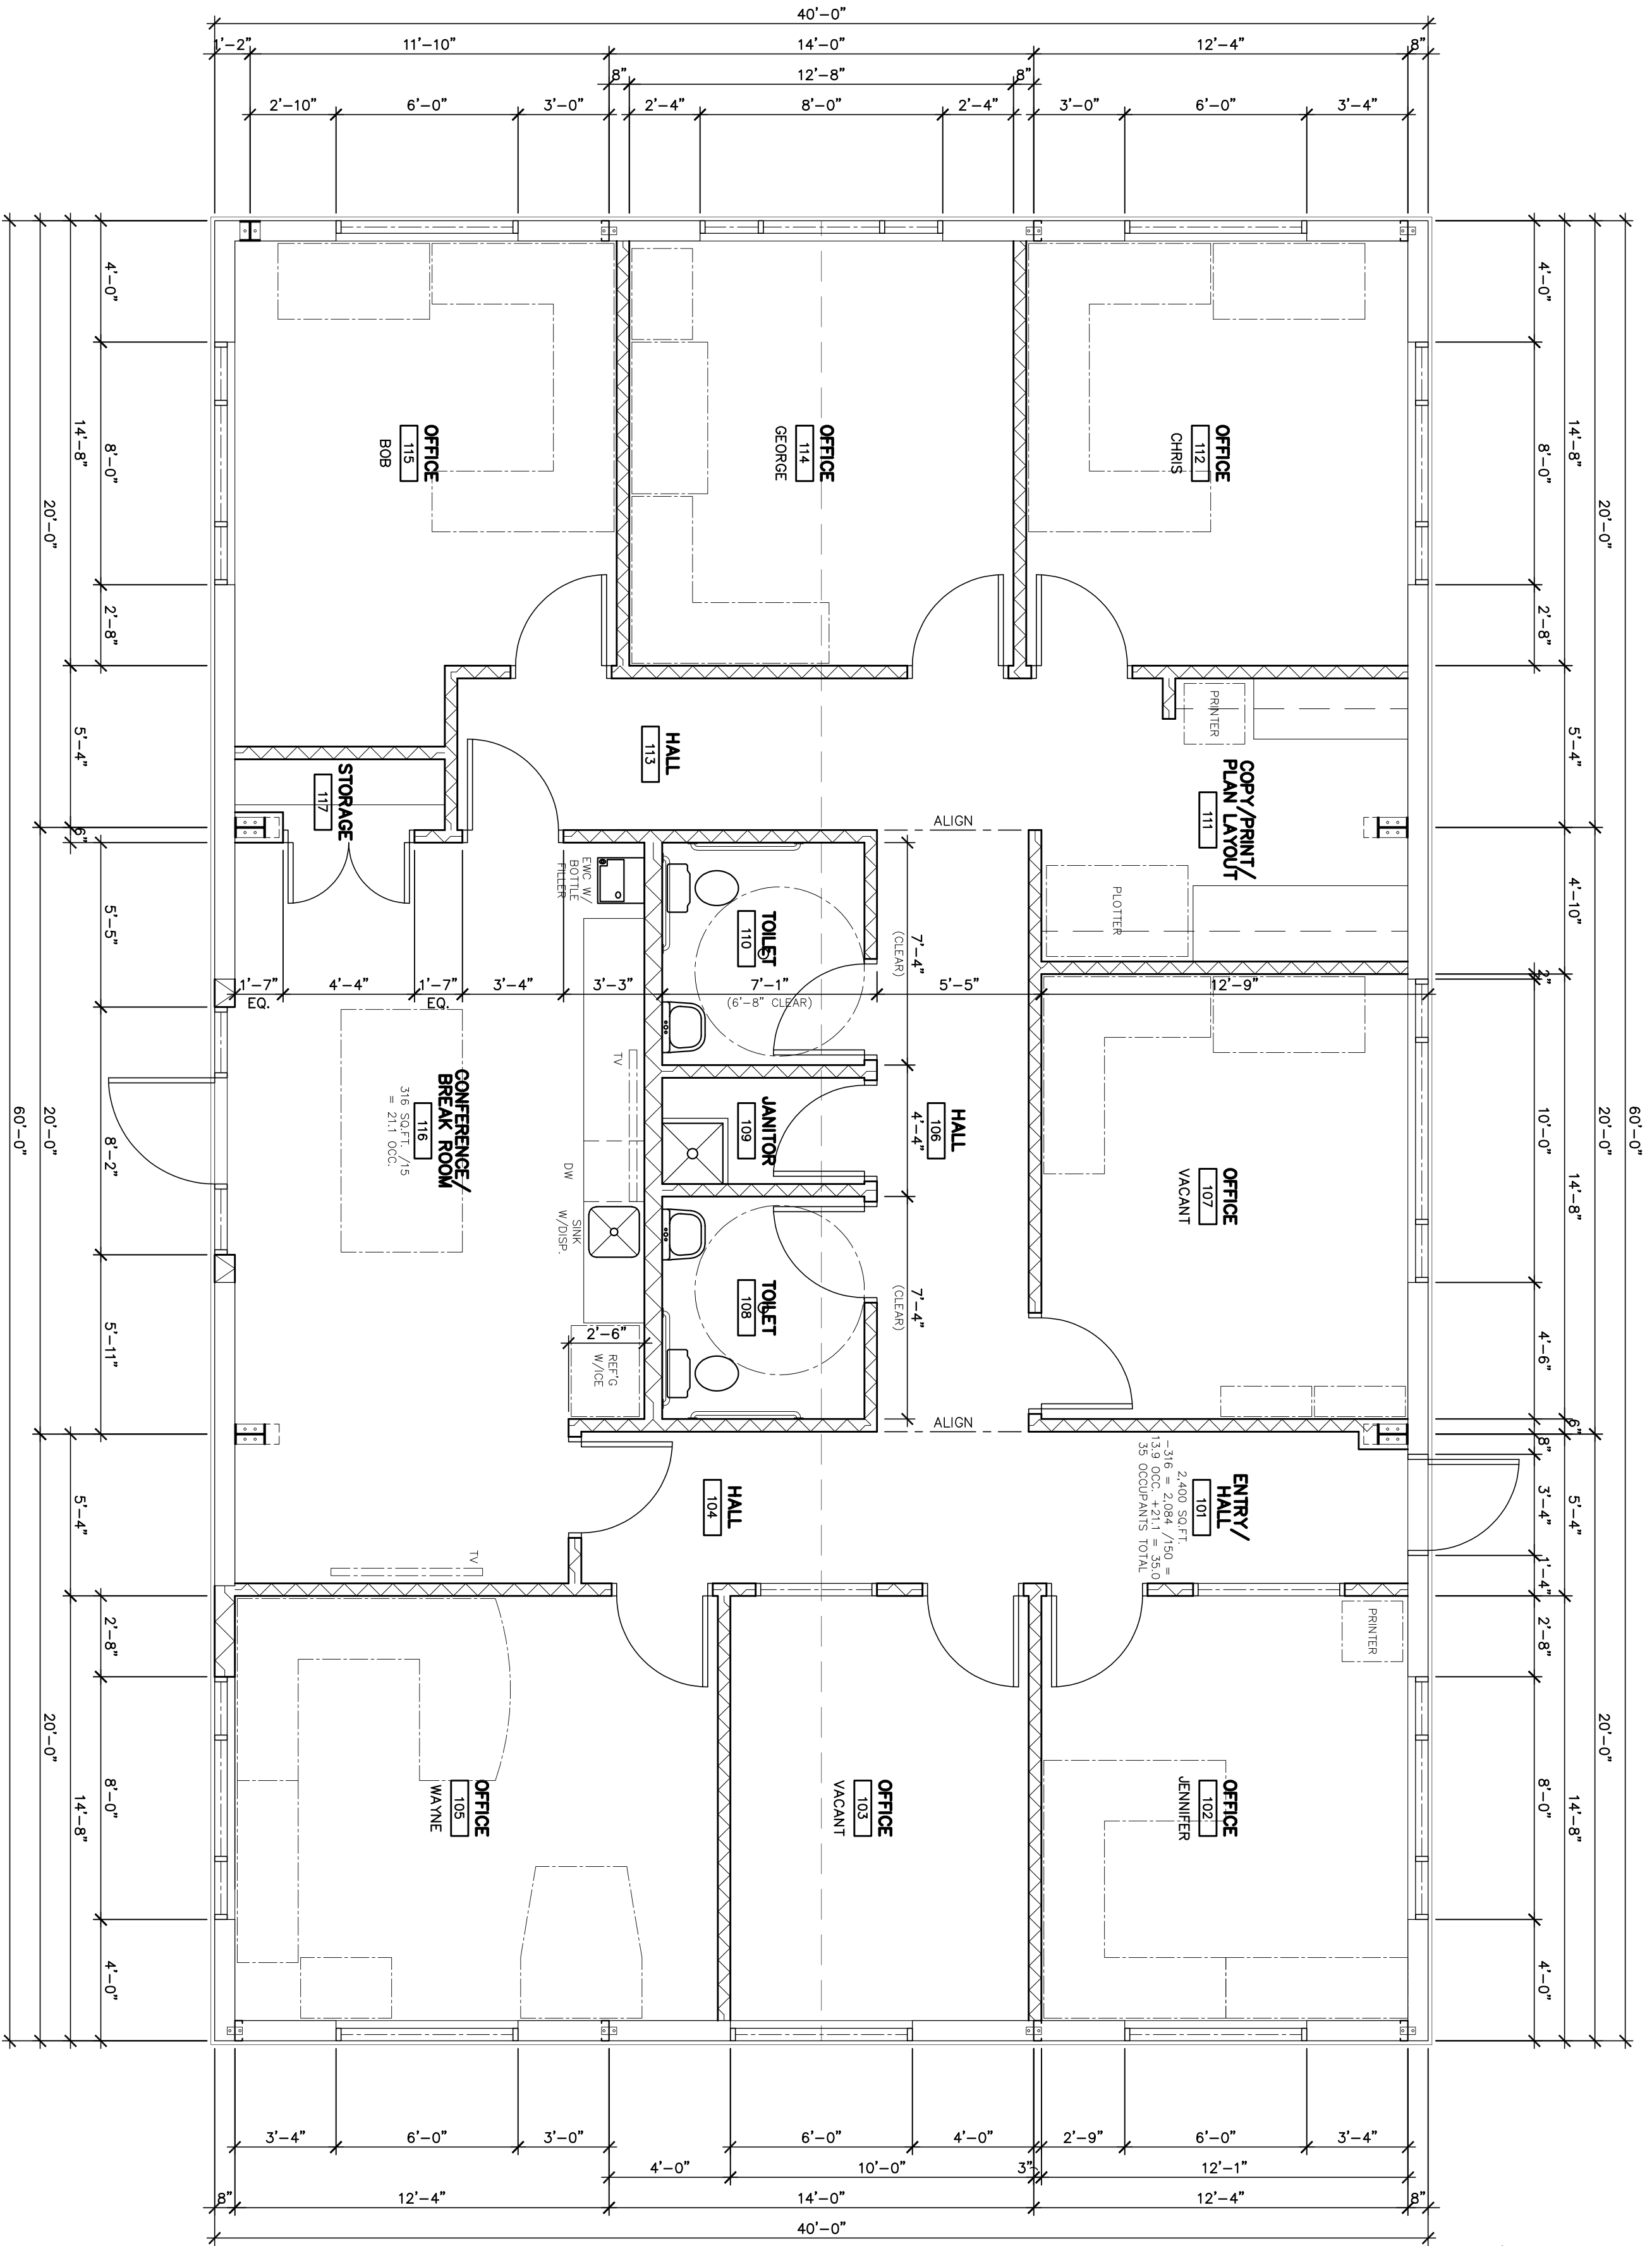 40'-0"
1'-2"
11'-10"
14'-0"
12'-4"
8"
8"
12'-8"
8"
2'-10"
6'-0"
3'-0"
2'-4"
8'-0"
2'-4"
3'-0"
6'-0"
3'-4"
60'-0"
20'-0"
20'-0"
20'-0"
14'-8"
5'-4"
4'-10"
14'-8"
6"
5'-4"
14'-8"
4'-0"
8'-0"
2'-8"
2"
10'-0"
4'-6"
8"
3'-4"
1'-4"
2'-8"
8'-0"
4'-0"
OFFICE
112
CHRIS
OFFICE
114
GEORGE
OFFICE
115
BOB
PRINTER
COPY/PRINT/
PLAN LAYOUT
111
PLOTTER
HALL
113
STORAGE
117
ALIGN
EWC W/
BOTTLE
FILLER
TOILET
110
7'-4"
(CLEAR)
1'-7"
EQ.
4'-4"
1'-7"
EQ.
3'-4"
3'-3"
7'-1"
(6'-8" CLEAR)
5'-5"
12'-9"
CONFERENCE/
BREAK ROOM
116
316 SQ.FT. /15
= 21.1 OCC.
TV
DW
SINK
W/DISP.
JANITOR
109
HALL
106
4'-4"
OFFICE
107
VACANT
TOILET
108
7'-4"
(CLEAR)
2'-6"
REF'G
W/ICE
ALIGN
ENTRY/
HALL
101
2,400 SQ.FT.
-316 = 2,084 /150 =
13.9 OCC. +21.1 = 35.0
35 OCCUPANTS TOTAL
HALL
104
TV
PRINTER
OFFICE
102
JENNIFER
OFFICE
103
VACANT
OFFICE
105
WAYNE
4'-0"
8'-0"
2'-8"
5'-5"
8'-2"
5'-11"
2'-8"
8'-0"
4'-0"
14'-8"
5'-4"
6"
5'-4"
14'-8"
20'-0"
20'-0"
20'-0"
60'-0"
3'-4"
6'-0"
3'-0"
6'-0"
4'-0"
2'-9"
6'-0"
3'-4"
4'-0"
10'-0"
3"
12'-1"
8"
12'-4"
14'-0"
12'-4"
8"
40'-0"